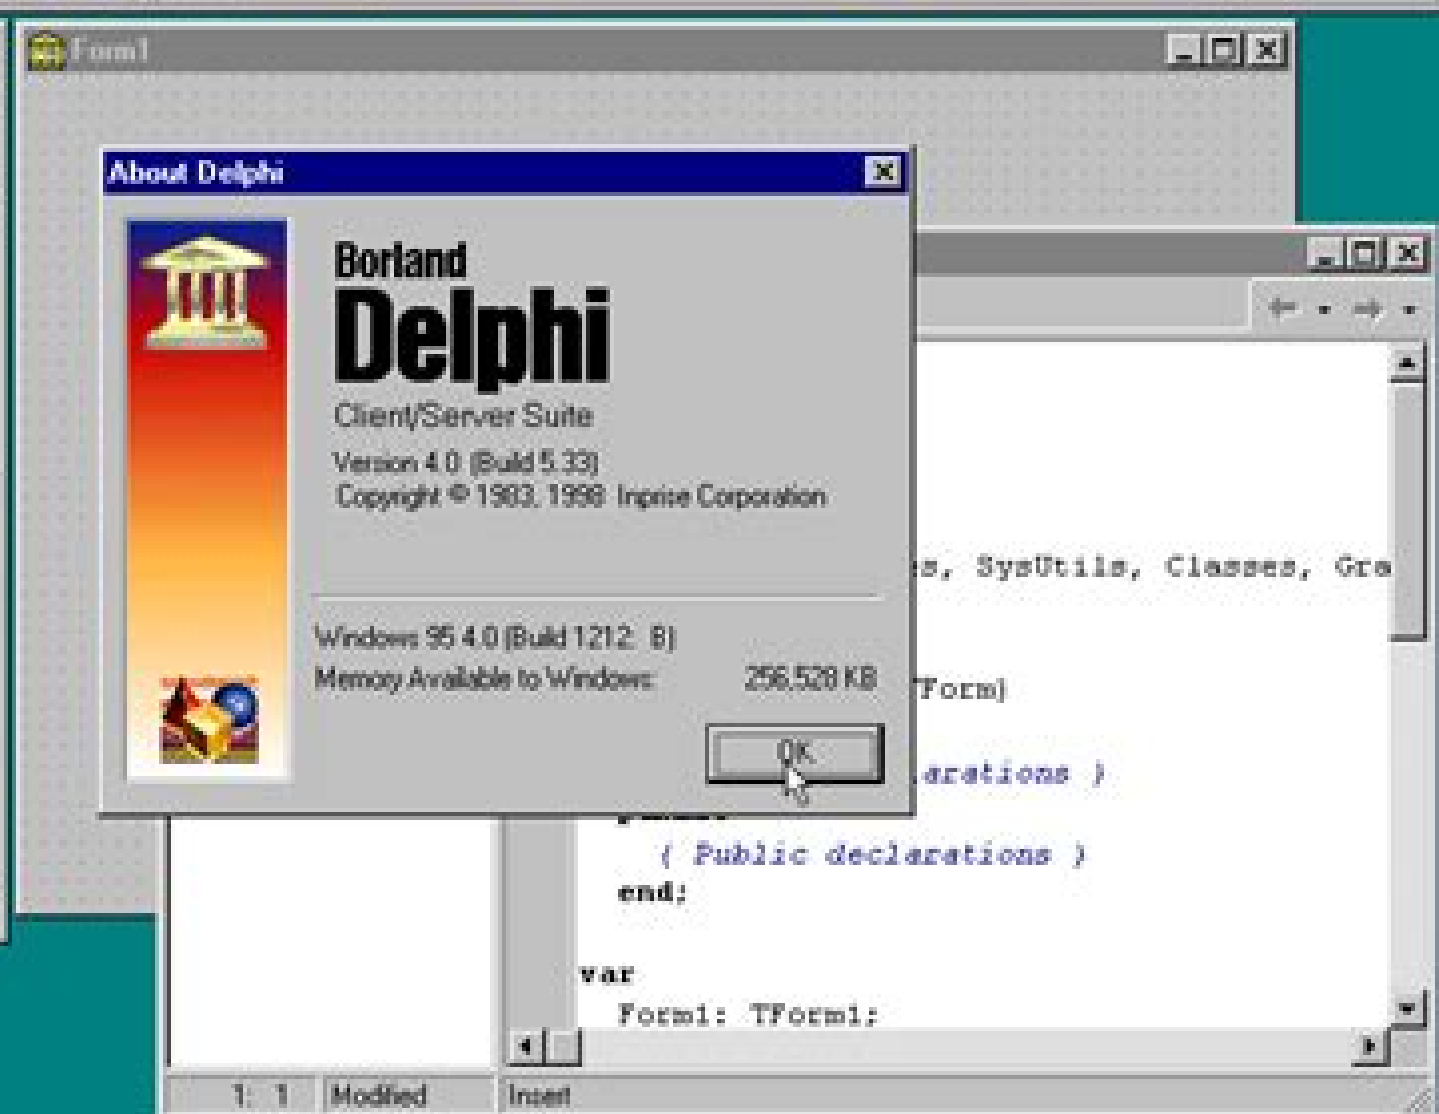 Form1
About Delphi
Borland
Delphi
Client/Server Suite
Version 4.0 (Build 5.33)
Copyright © 1983, 1998 Inprise Corporation
s, SysUtils, Classes, Gra
Windows 95 4.0 (Build 1212: B)
Memory Available to Windows: 256,528 KB
TForm)
OK
arations }
{ Public declarations }
end;
var
Form1: TForm1;
1: 1 Modified Insert